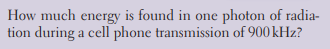 How much energy is found in one photon of radia-
tion during a cell phone transmission of 900 kHz?